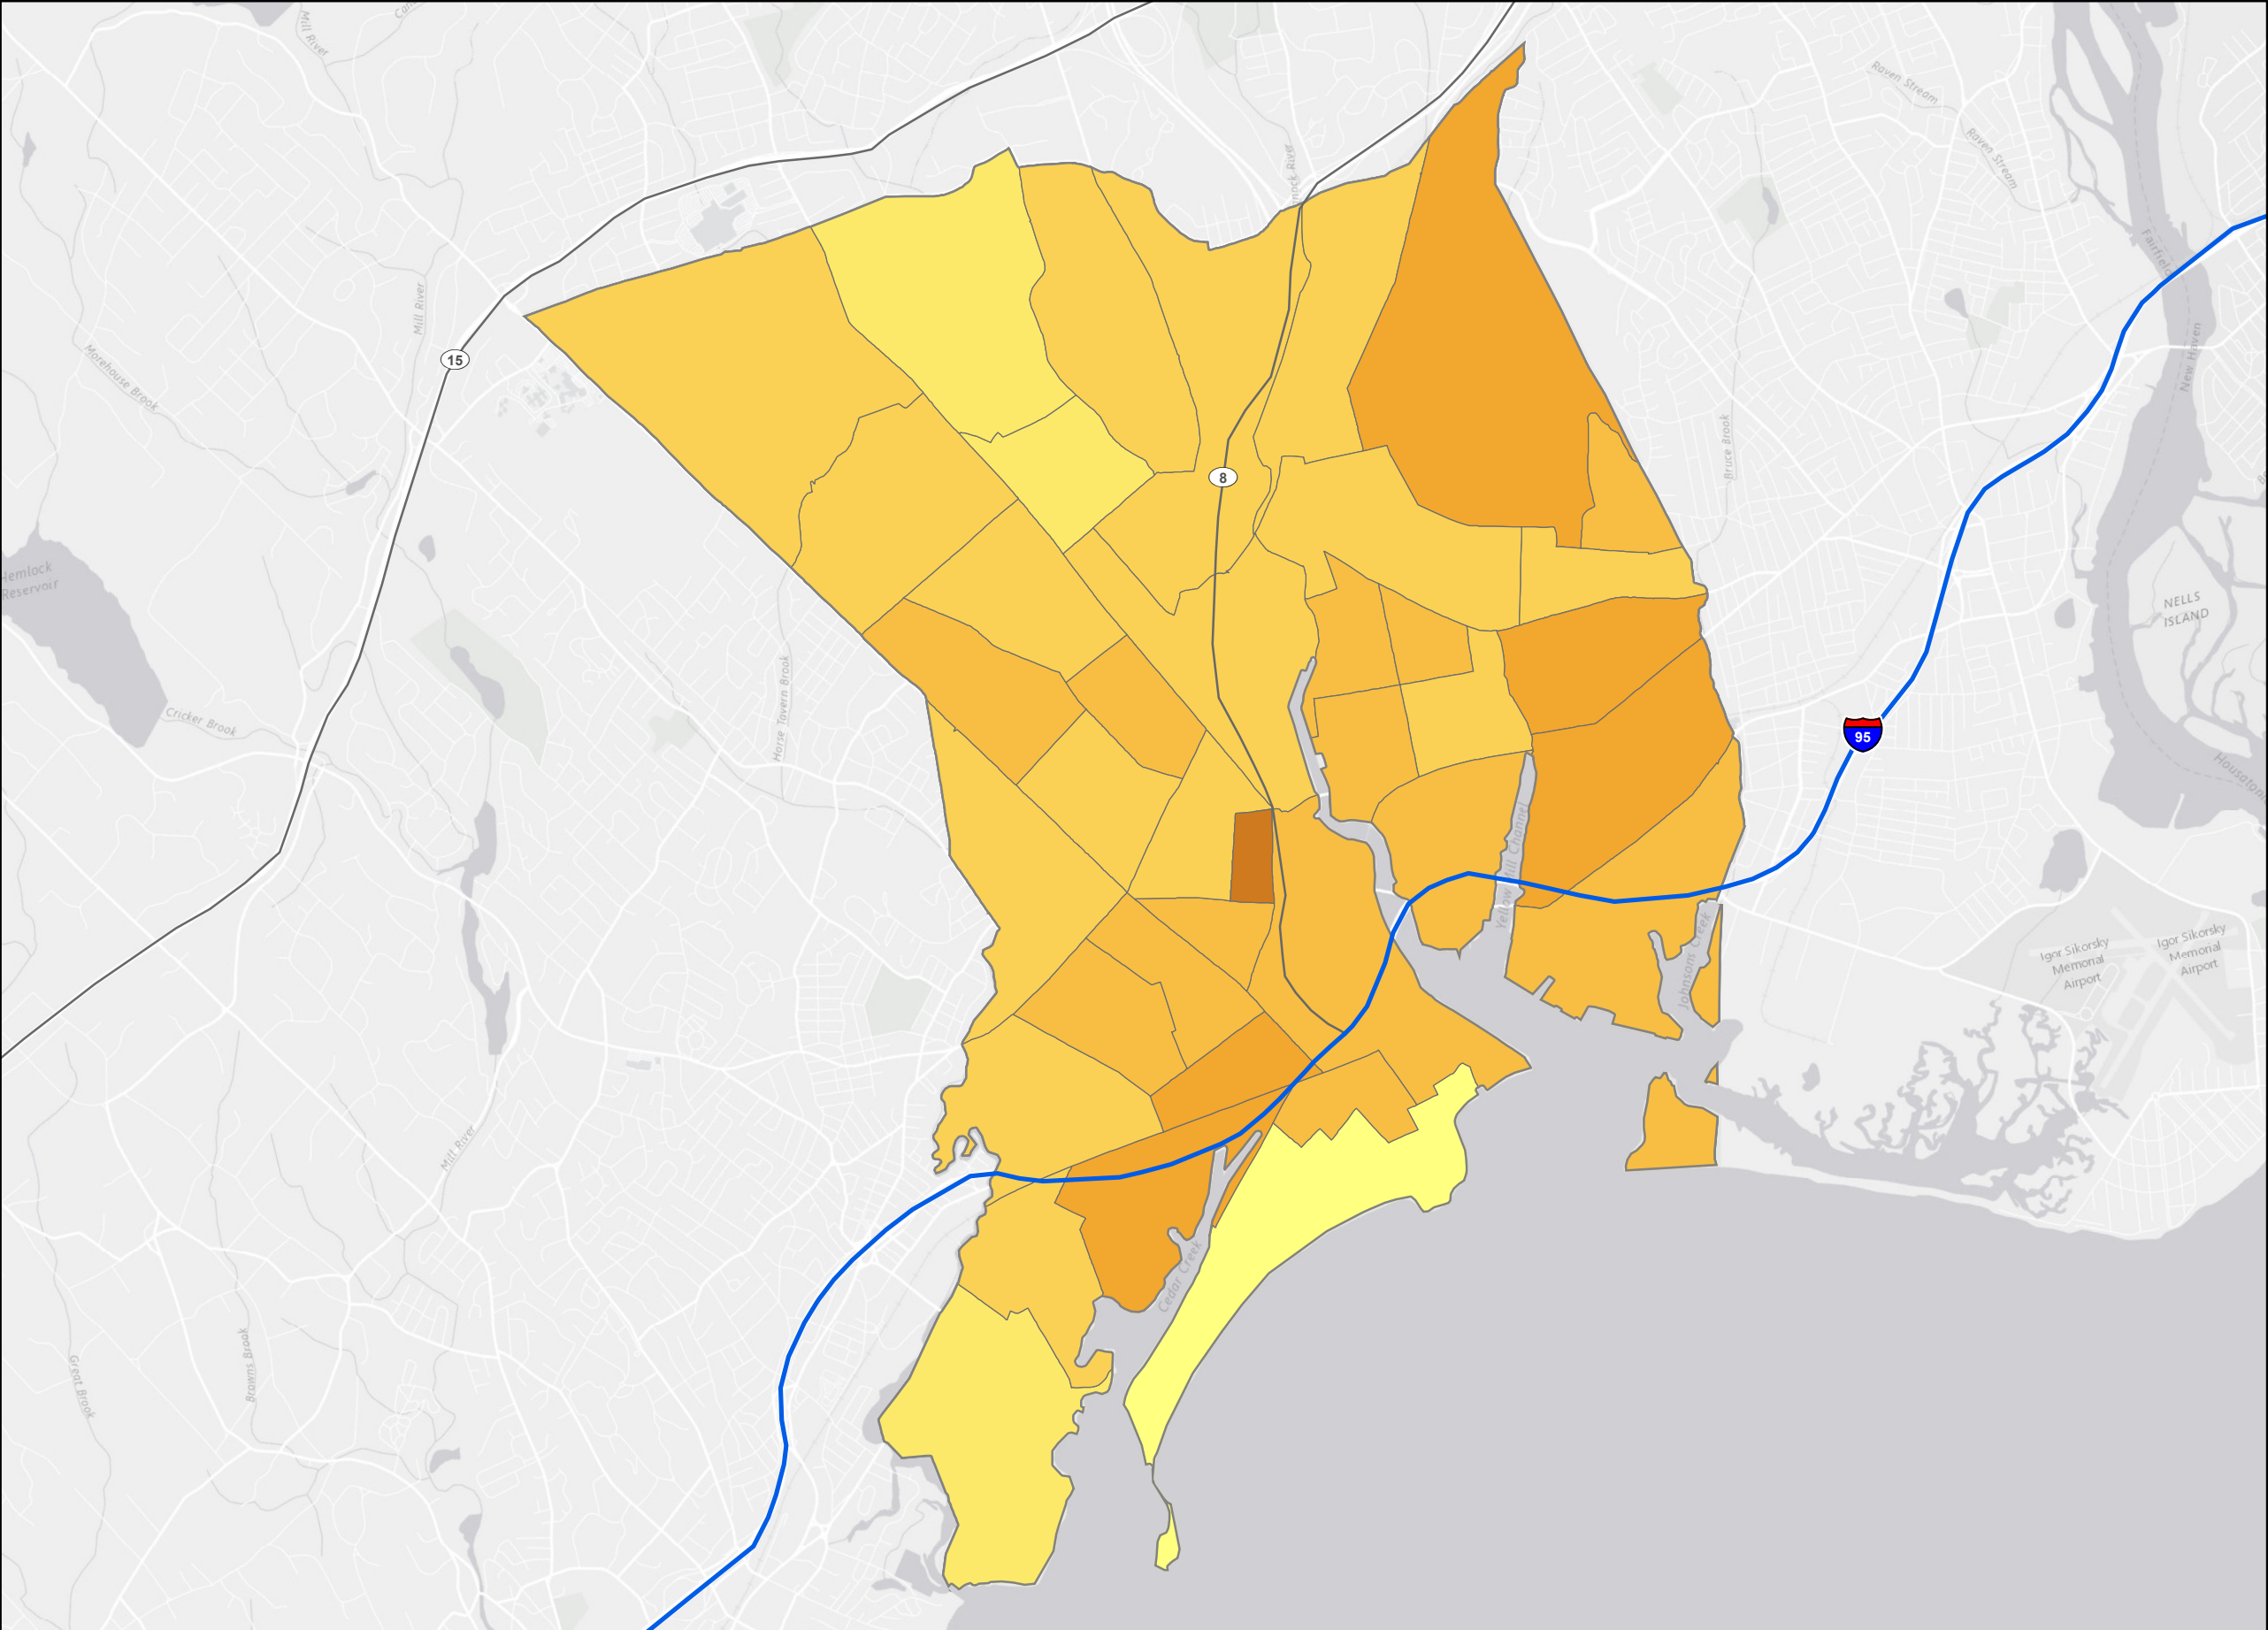 Mill River
Raven Stream
Raven Stream
Mill River
15
Morehouse Brook
8
Fairfield
New Haven
Bruce Brook
Hemlock
Reservoir
NELLS
ISLAND
Cricker Brook
Horse Tavern Brook
95
Yellow Mill Channel
Johnsons Creek
Igor Sikorsky
Memorial
Airport
Igor Sikorsky
Memorial
Airport
Mill River
Cedar Creek
Great Brook
Browns Brook